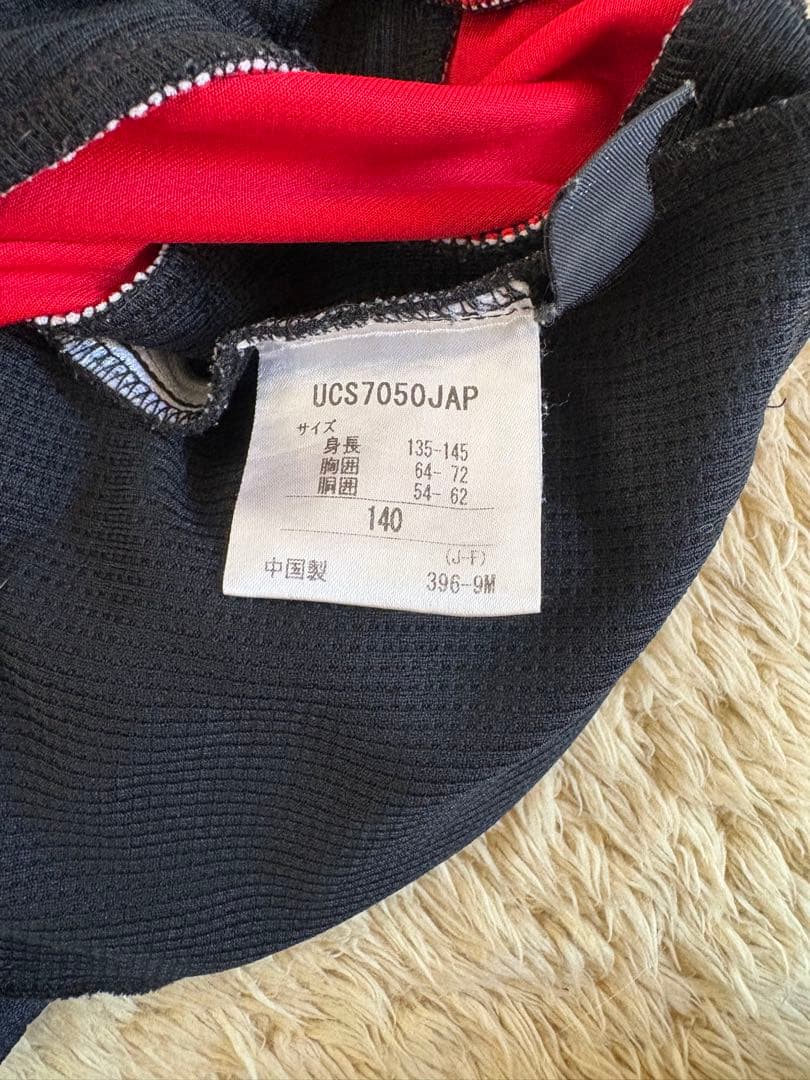 UCS7050JAP
サイズ
身長 135-145
胸囲 64- 72
胴囲 54- 62
140
(J-F)
中国製 396-9M